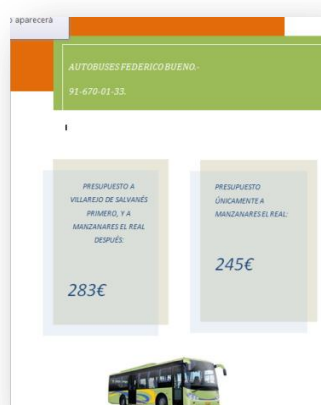 o aparecerá
AUTOBUSES FEDERICO BUENO.-
91-670-01-33.
PRESUPUESTO A
VILLAREJO DE SALVANÉS
PRIMERO, Y A
MANZANARES EL REAL
DESPUÉS:
283€
PRESUPUESTO
ÚNICAMENTE A
MANZANARES EL REAL:
245€